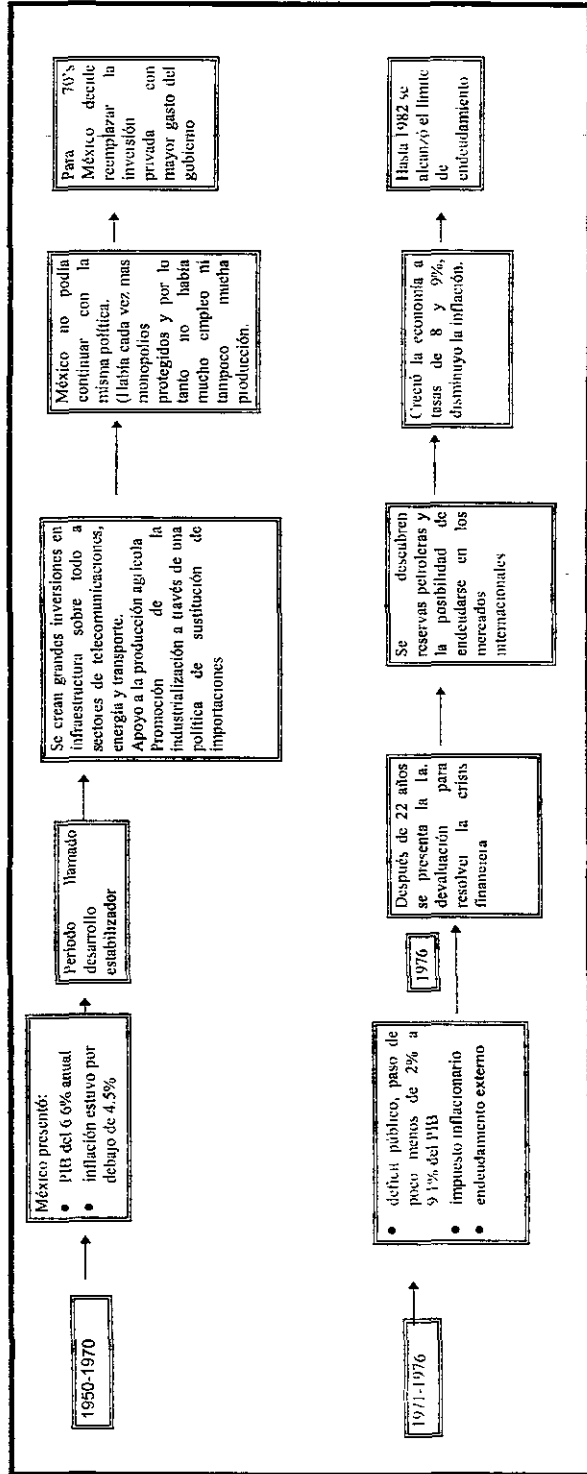 1950-1970
México presentó:
• PIB del 6 6% anual
• inflación estuvo por
debajo de 4.5%
Período llamado
desarrollo
estabilizador
Se crean grandes inversiones en
infraestructura sobre todo a
sectores de telecomunicaciones,
energía y transporte.
Apoyo a la producción agrícola
Promoción de la
industrialización a través de una
política de sustitución de
importaciones
México no podía
continuar con la
misma política.
(Había cada vez mas
monopolios
protegidos y por lo
tanto no había
mucho empleo ni
tampoco mucha
producción.
Para 70's
México decide
reemplazar la
inversión
privada con
mayor gasto del
gobierno
1971-1976
• deficit público, paso de
poco menos de 2% a
9 1% del PIB
• impuesto inflacionario
• endeudamiento externo
1976
Después de 22 años
se presenta la 1a.
devaluación para
resolver la crisis
financiera
Se descubren
reservas petroleras y
la posibilidad de
endeudarse en los
mercados
internacionales
Creció la economía a
tasas de 8 y 9%,
disminuyo la inflación.
Hasta 1982 se
alcanzó el límite
de
endeudamiento